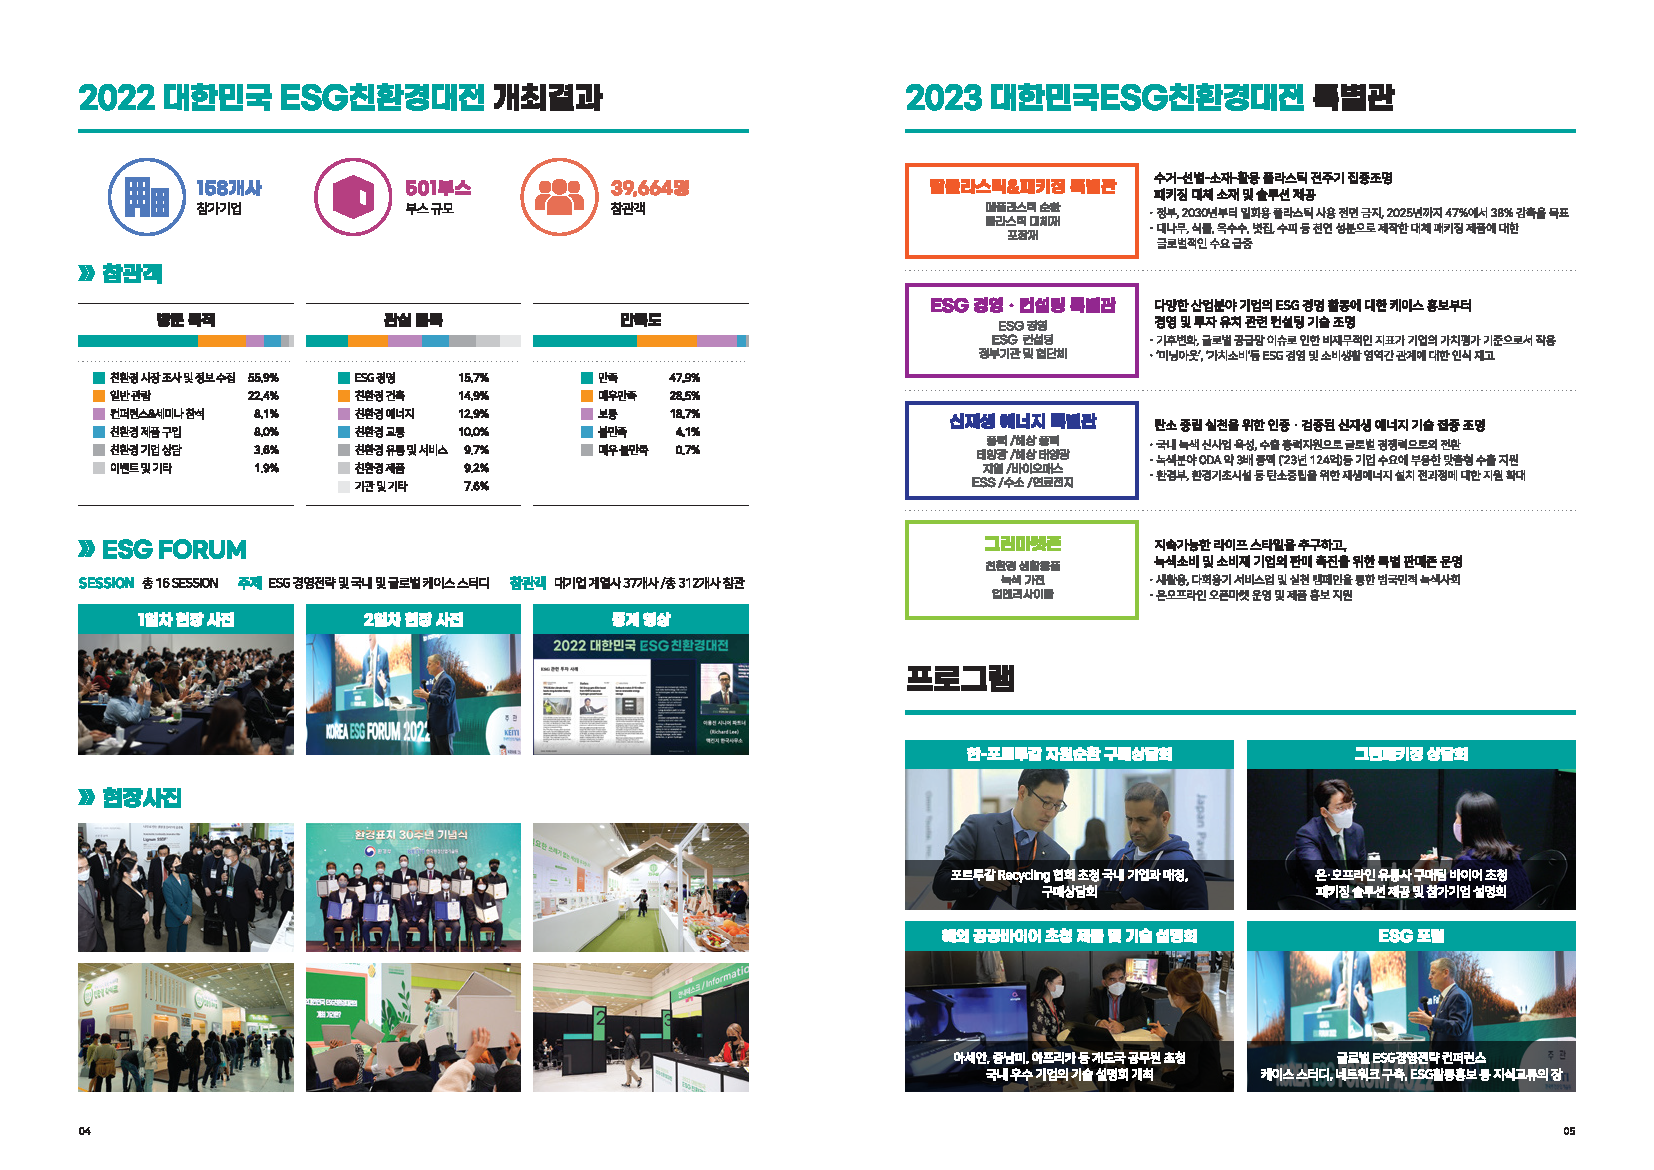 2022 대한민국 ESG친환경대전 개최결과
158개사
참가기업
501부스
부스 규모
39,664명
참관객
참관객
방문 목적
친환경 시장 조사 및 정보 수집 55,9%
일반 관람 22,4%
컨퍼런스&세미나 참석 8,1%
친환경 제품 구입 8,0%
친환경 기업 상담 3,6%
이벤트 및 기타 1,9%
관심 품목
ESG 경영 15,7%
친환경 건축 14,9%
친환경 에너지 12,9%
친환경 교통 10,0%
친환경 유통 및 서비스 9,7%
친환경 제품 9,2%
기관 및 기타 7,6%
만족도
만족 47,9%
매우만족 28,5%
보통 18,7%
불만족 4,1%
매우 불만족 0,7%
ESG FORUM
SESSION 총 16 SESSION 주제 ESG 경영전략 및 국내 및 글로벌 케이스 스터디 참관객 대기업 계열사 37개사 / 총 312개사 참관
1일차 현장 사진
2일차 현장 사진
KOREA ESG FORUM 2022
중계 영상
2022 대한민국 ESG친환경대전
ESG 관련 투자 사례
이용진 시니어 파트너
(Richard Lee)
맥킨지 한국사무소
현장사진
환경표지 30주년 기념식
04
2023 대한민국ESG친환경대전 특별관
탈플라스틱&패키징 특별관
폐플라스틱 순환
플라스틱 대체재
포장재
수거-선별-소재-활용 플라스틱 전주기 집중조명
패키징 대체 소재 및 솔루션 제공
· 정부, 2030년부터 일회용 플라스틱 사용 전면 금지, 2025년까지 47%에서 38% 감축을 목표
· 대나무, 식물, 옥수수, 볏짚, 수피 등 천연 성분으로 제작한 대체 패키징 제품에 대한
글로벌적인 수요 급증
ESG 경영 · 컨설팅 특별관
ESG 경영
ESG 컨설팅
정부기관 및 협단체
다양한 산업분야 기업의 ESG 경영 활동에 대한 케이스 홍보부터
경영 및 투자 유치 관련 컨설팅 기술 조명
· 기후변화, 글로벌 공급망 이슈로 인한 비재무적인 지표가 기업의 가치평가 기준으로서 작용
· '미닝아웃', '가치소비'등 ESG 경영 및 소비생활 영역간 관계에 대한 인식 재고
신재생 에너지 특별관
풍력 /해상 풍력
태양광 /해상 태양광
지열 /바이오매스
ESS /수소 /연료전지
탄소 중립 실천을 위한 인증 · 검증된 신재생 에너지 기술 집중 조명
· 국내 녹색 신사업 육성, 수출 총력지원으로 글로벌 경쟁력으로의 전환
· 녹색분야 ODA 약 3배 증액 ('23년 124억)등 기업 수요에 부응한 맞춤형 수출 지원
· 환경부, 환경기초시설 등 탄소중립을 위한 재생에너지 설치 전과정에 대한 지원 확대
그린마켓존
친환경 생활용품
녹색 가전
업앤리사이클
지속가능한 라이프 스타일을 추구하고,
녹색소비 및 소비재 기업의 판매 촉진을 위한 특별 판매존 운영
· 새활용, 다회용기 서비스업 및 실천 캠페인을 통한 범국민적 녹색사회
· 온오프라인 오픈마켓 운영 및 제품 홍보 지원
프로그램
한-포르투갈 자원순환 구매상담회
포르투갈 Recycling 협회 초청 국내 기업과 매칭,
구매상담회
그린패키징 상담회
온·오프라인 유통사 구매팀 바이어 초청
패키징 솔루션 제공 및 참가기업 설명회
해외 공공바이어 초청 제품 및 기술 설명회
아세안, 중남미, 아프리카 등 개도국 공무원 초청
국내 우수 기업의 기술 설명회 개최
ESG 포럼
글로벌 ESG경영전략 컨퍼런스
케이스 스터디, 네트워크 구축, ESG활동홍보 등 지식교류의 장
05